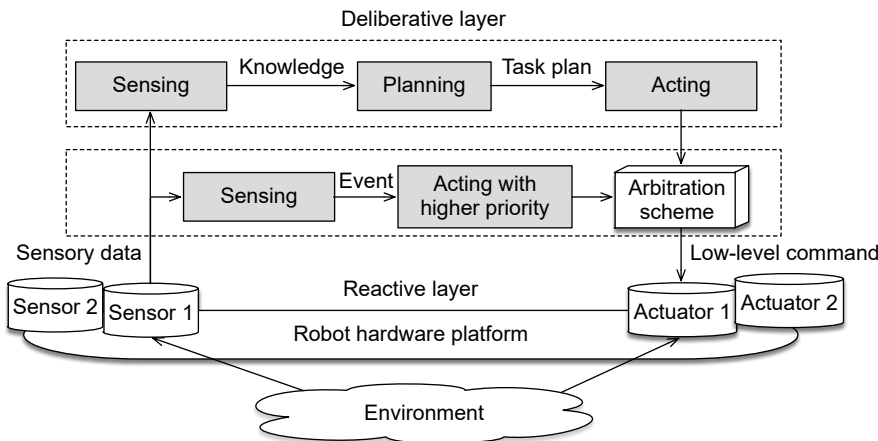 Deliberative layer
Sensing
Knowledge
Planning
Task plan
Acting
Sensing
Event
Acting with
higher priority
Arbitration
scheme
Sensory data
Low-level command
Sensor 2
Sensor 1
Reactive layer
Actuator 1
Actuator 2
Robot hardware platform
Environment